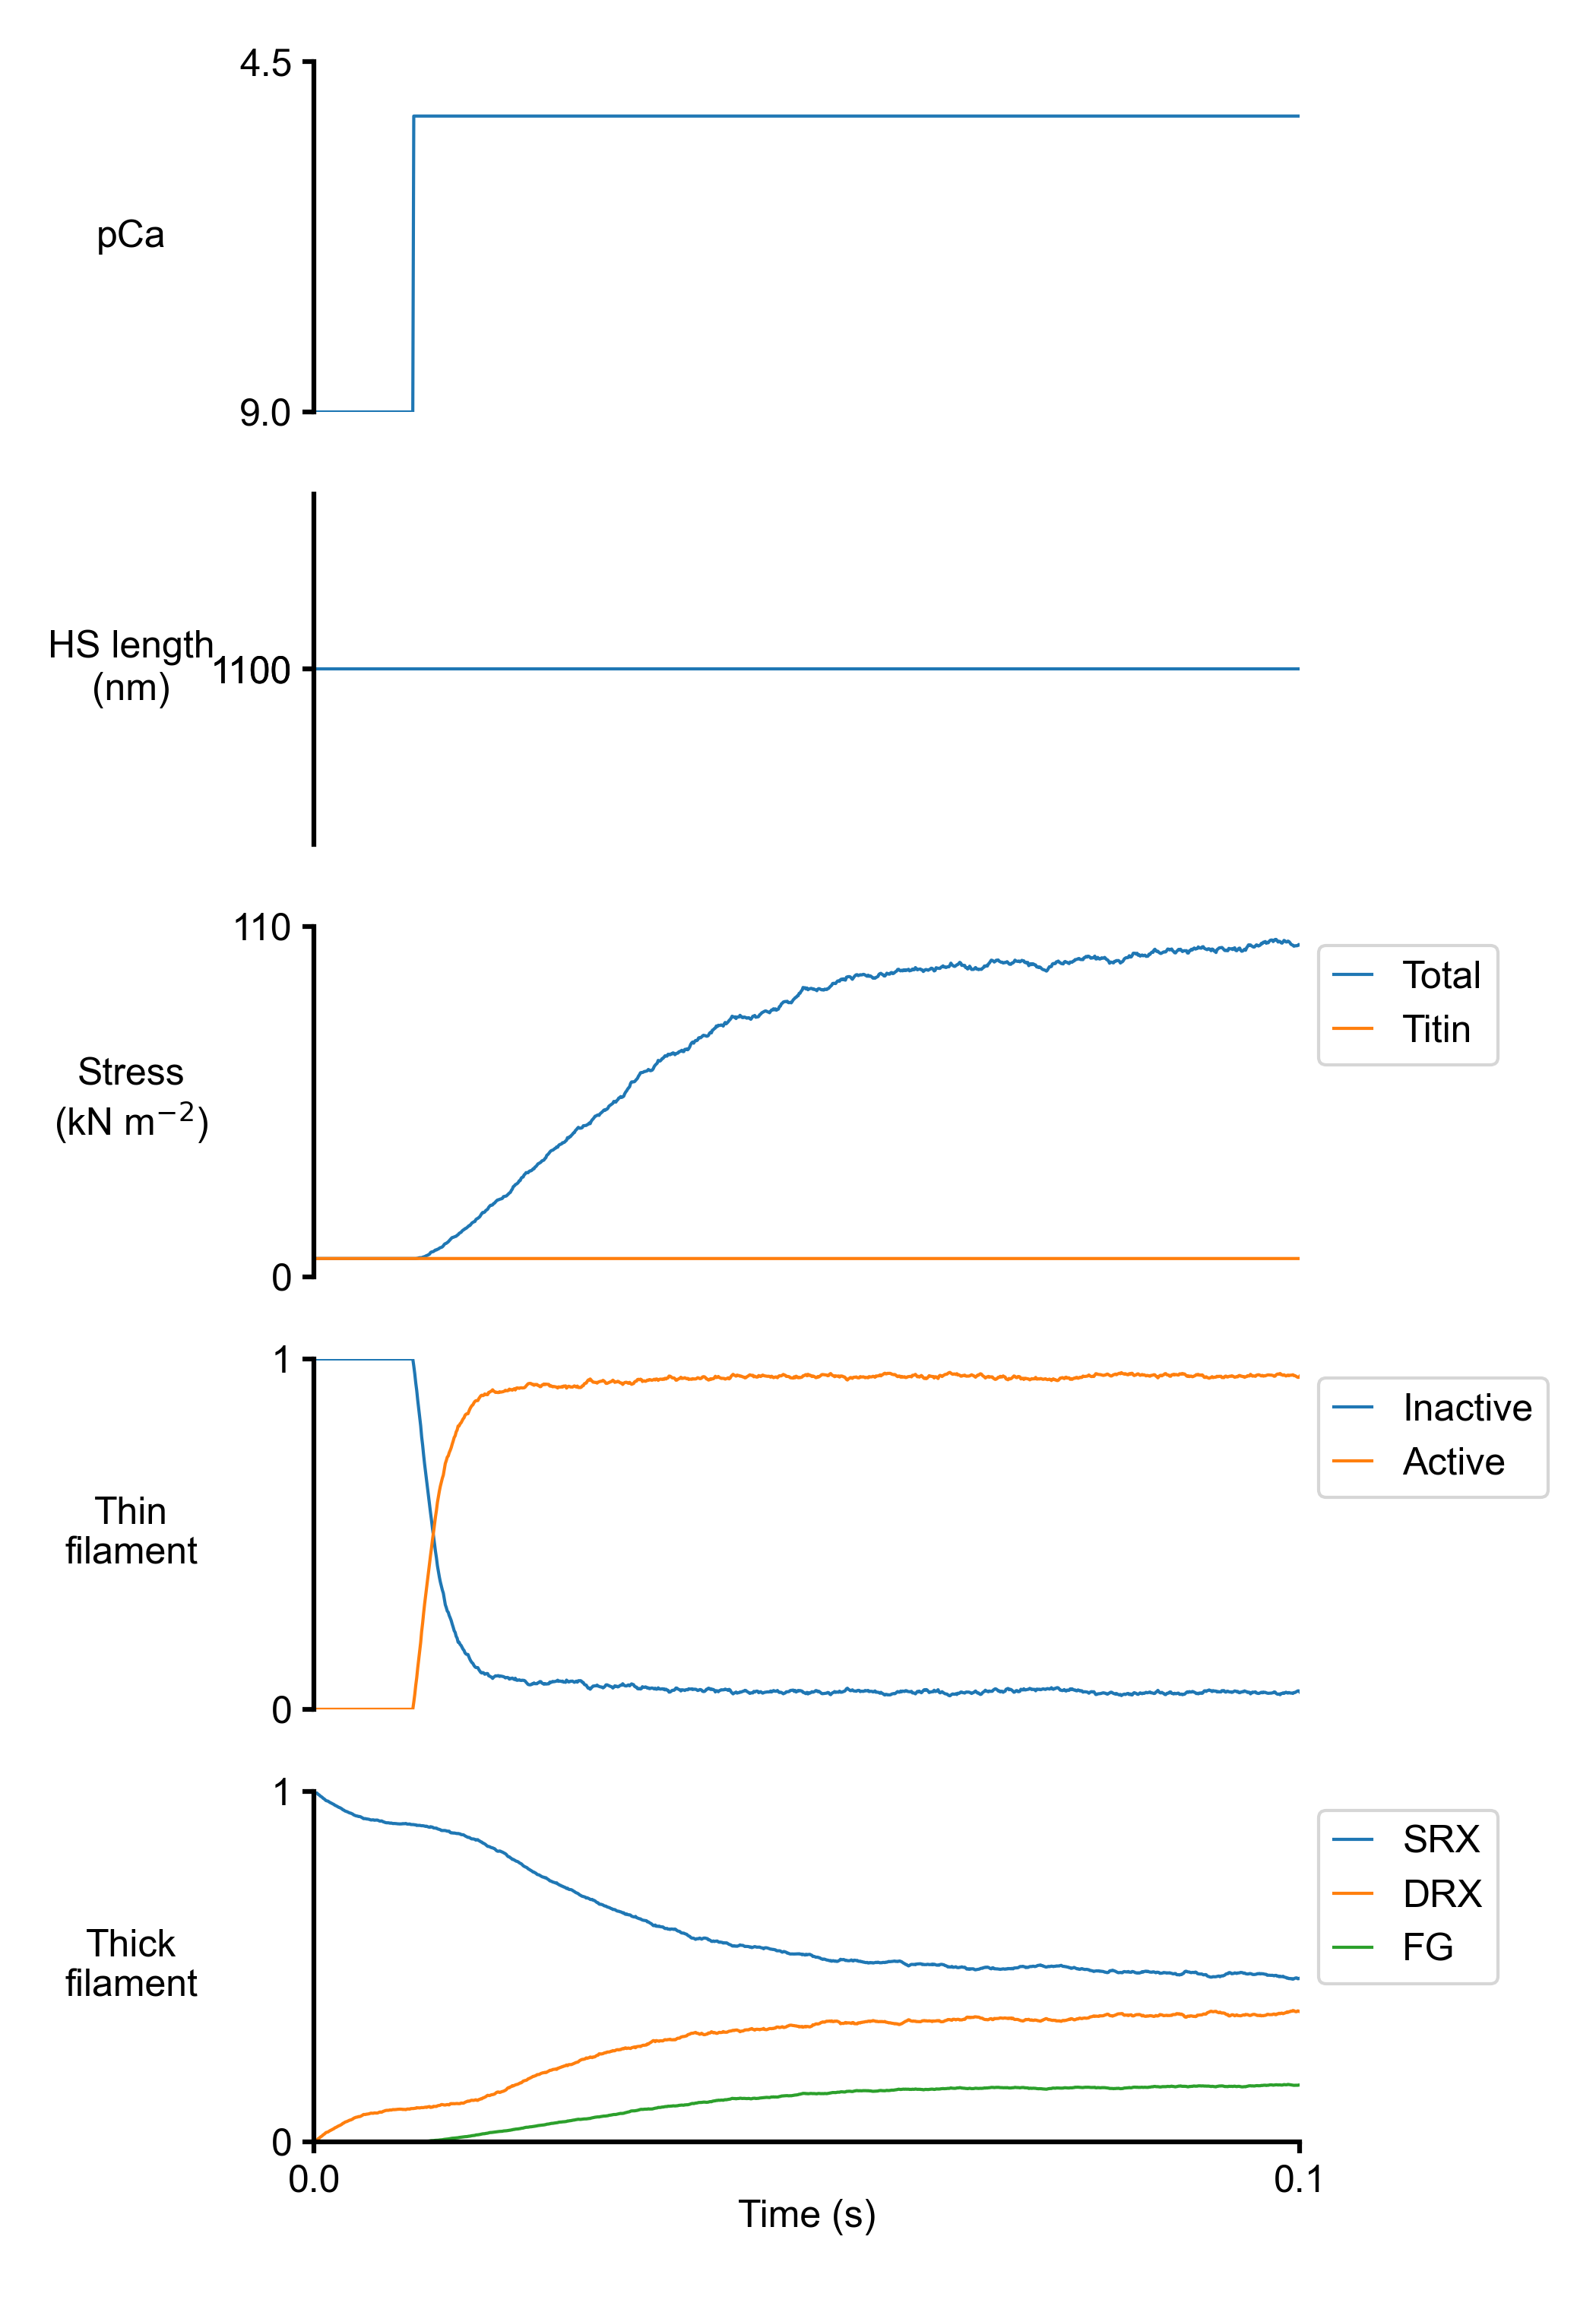 4.5
pCa
9.0
HS length
(nm)
1100
110
Stress
(kN m⁻²)
0
Total
Titin
1
Thin
filament
0
Inactive
Active
1
Thick
filament
0
SRX
DRX
FG
0.0
0.1
Time (s)